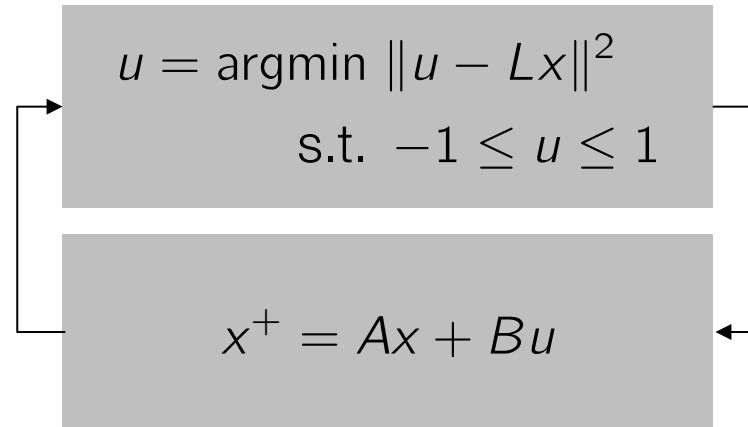 u = argmin ‖u − Lx‖²
s.t. −1 ≤ u ≤ 1
x⁺ = Ax + Bu